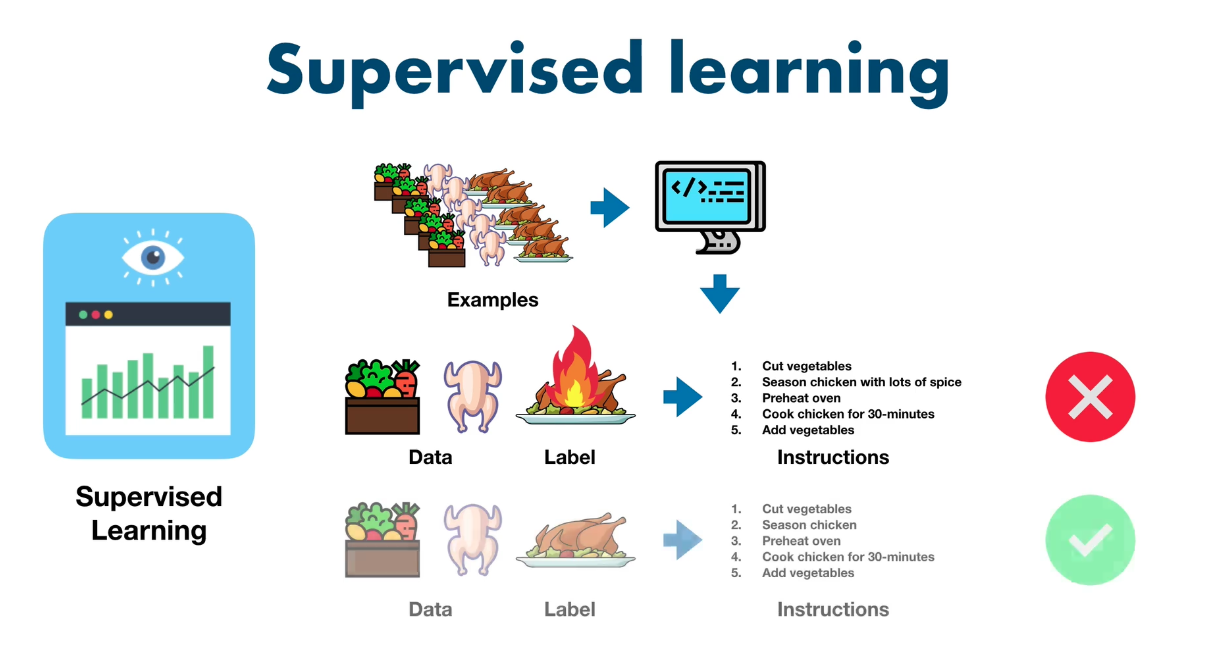 Supervised learning
Examples
1. Cut vegetables
2. Season chicken with lots of spice
3. Preheat oven
4. Cook chicken for 30-minutes
5. Add vegetables
Data
Label
Instructions
Supervised
Learning
1. Cut vegetables
2. Season chicken
3. Preheat oven
4. Cook chicken for 30-minutes
5. Add vegetables
Data
Label
Instructions